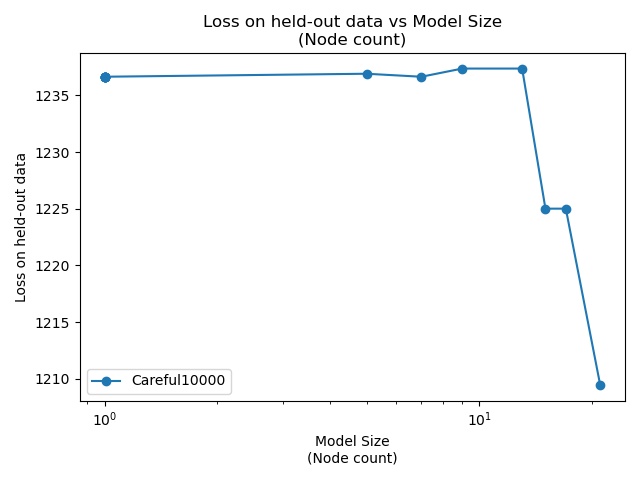 Loss on held-out data vs Model Size
(Node count)
Loss on held-out data
1235
1230
1225
1220
1215
1210
Careful10000
10⁰
10¹
Model Size
(Node count)